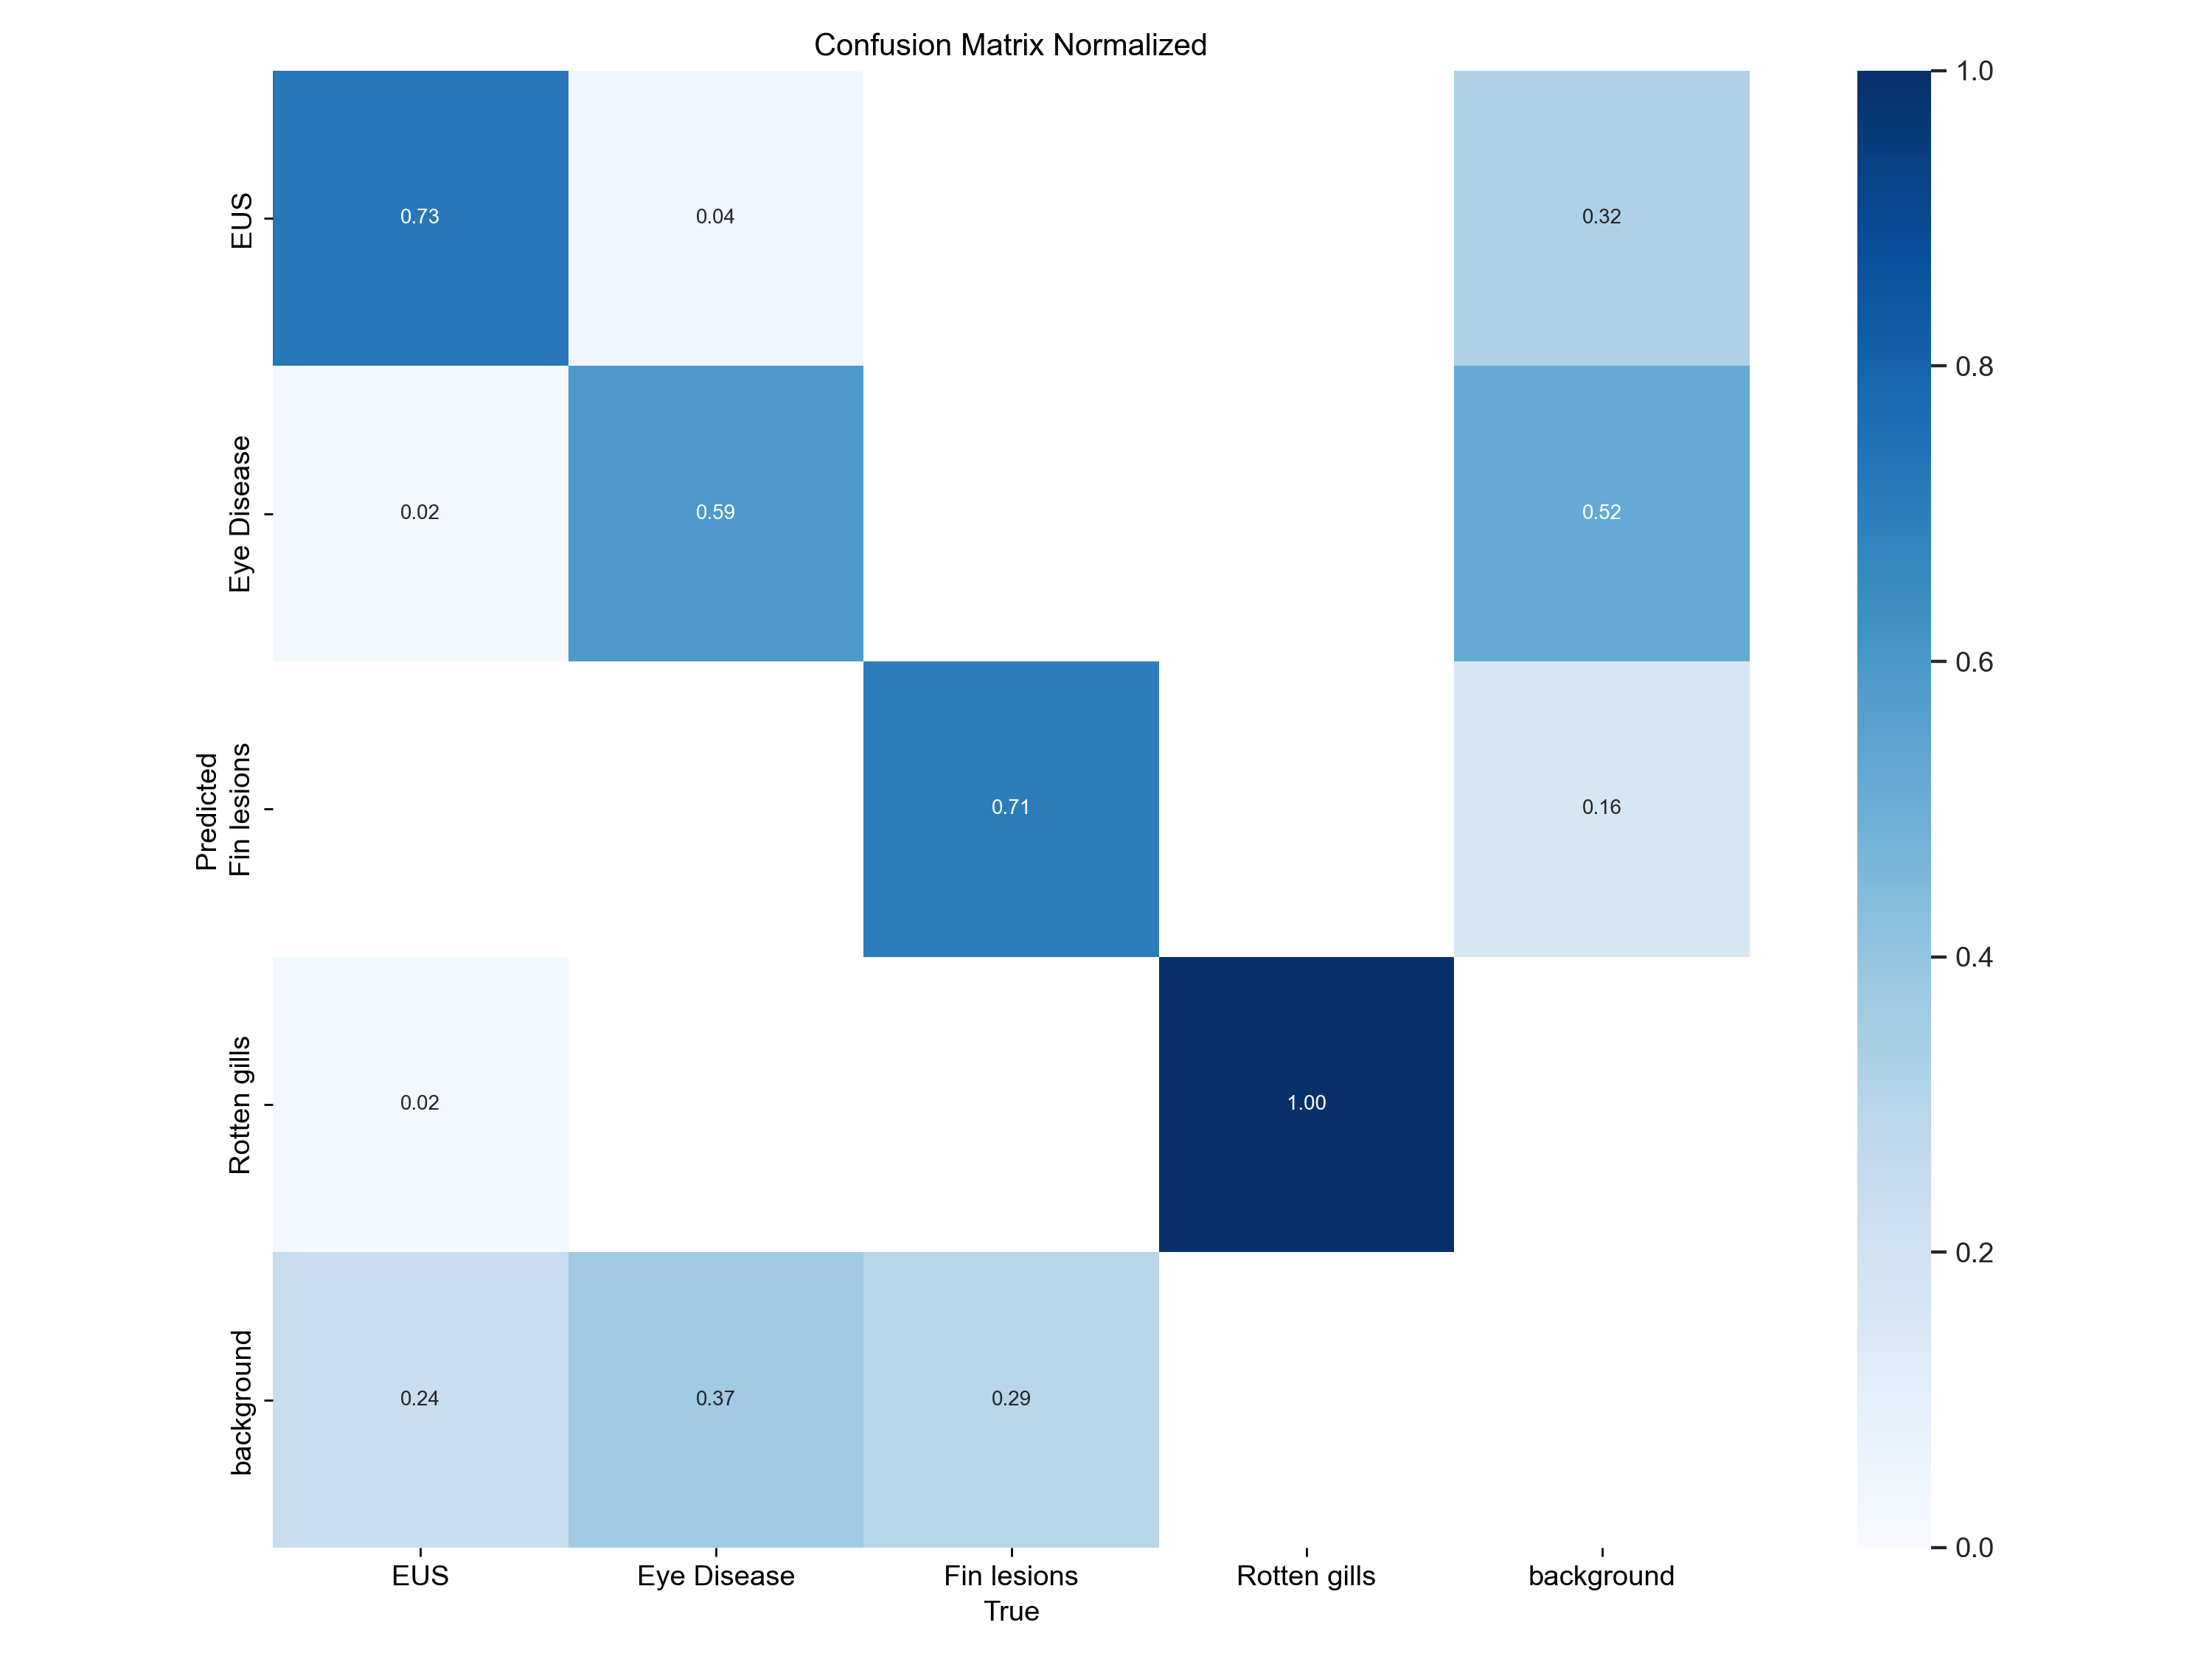 Confusion Matrix Normalized
EUS
0.73
0.04
0.32
Eye Disease
0.02
0.59
0.52
Predicted
Fin lesions
0.71
0.16
Rotten gills
0.02
1.00
background
0.24
0.37
0.29
EUS
Eye Disease
Fin lesions
Rotten gills
background
True
1.0
0.8
0.6
0.4
0.2
0.0